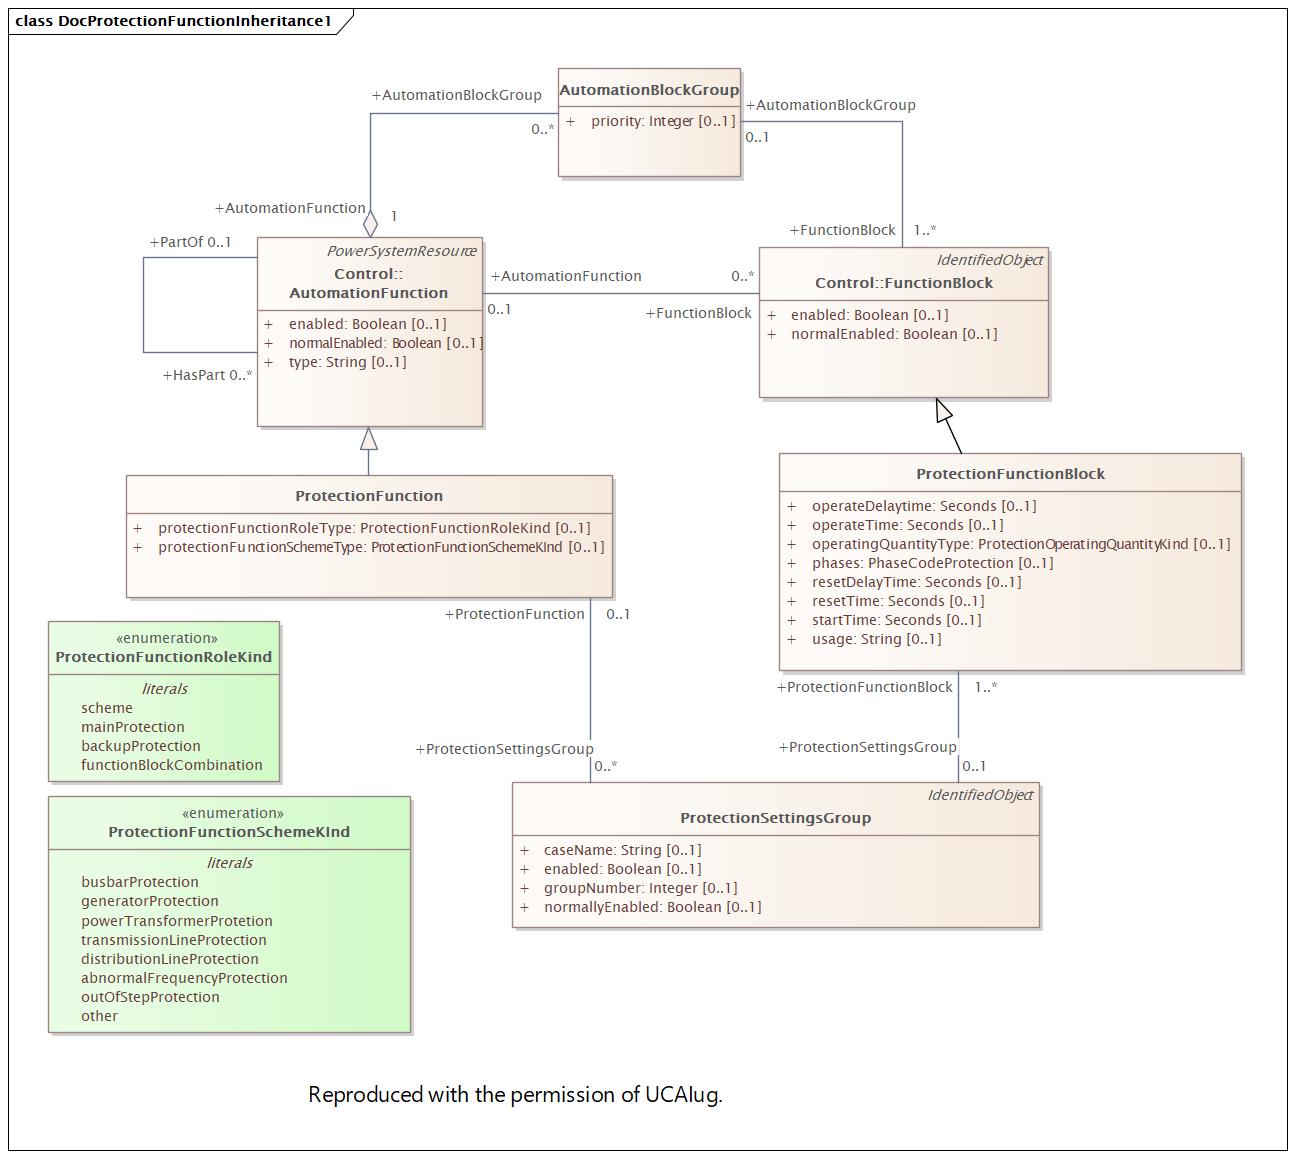 class DocProtectionFunctionInheritance1
+AutomationBlockGroup
0..*
AutomationBlockGroup
+ priority: Integer [0..1]
+AutomationBlockGroup
0..1
+AutomationFunction
1
+FunctionBlock 1..*
+PartOf 0..1
+HasPart 0..*
PowerSystemResource
Control::
AutomationFunction
+ enabled: Boolean [0..1]
+ normalEnabled: Boolean [0..1]
+ type: String [0..1]
+AutomationFunction
0..1
0..*
+FunctionBlock
IdentifiedObject
Control::FunctionBlock
+ enabled: Boolean [0..1]
+ normalEnabled: Boolean [0..1]
ProtectionFunction
+ protectionFunctionRoleType: ProtectionFunctionRoleKind [0..1]
+ protectionFunctionSchemeType: ProtectionFunctionSchemeKInd [0..1]
ProtectionFunctionBlock
+ operateDelaytime: Seconds [0..1]
+ operateTime: Seconds [0..1]
+ operatingQuantityType: ProtectionOperatingQuantityKind [0..1]
+ phases: PhaseCodeProtection [0..1]
+ resetDelayTime: Seconds [0..1]
+ resetTime: Seconds [0..1]
+ startTime: Seconds [0..1]
+ usage: String [0..1]
+ProtectionFunction 0..1
+ProtectionSettingsGroup
0..*
+ProtectionFunctionBlock 1..*
+ProtectionSettingsGroup
0..1
«enumeration»
ProtectionFunctionRoleKind
literals
scheme
mainProtection
backupProtection
functionBlockCombination
«enumeration»
ProtectionFunctionSchemeKInd
literals
busbarProtection
generatorProtection
powerTransformerProtetion
transmissionLineProtection
distributionLineProtection
abnormalFrequencyProtection
outOfStepProtection
other
IdentifiedObject
ProtectionSettingsGroup
+ caseName: String [0..1]
+ enabled: Boolean [0..1]
+ groupNumber: Integer [0..1]
+ normallyEnabled: Boolean [0..1]
Reproduced with the permission of UCAIug.